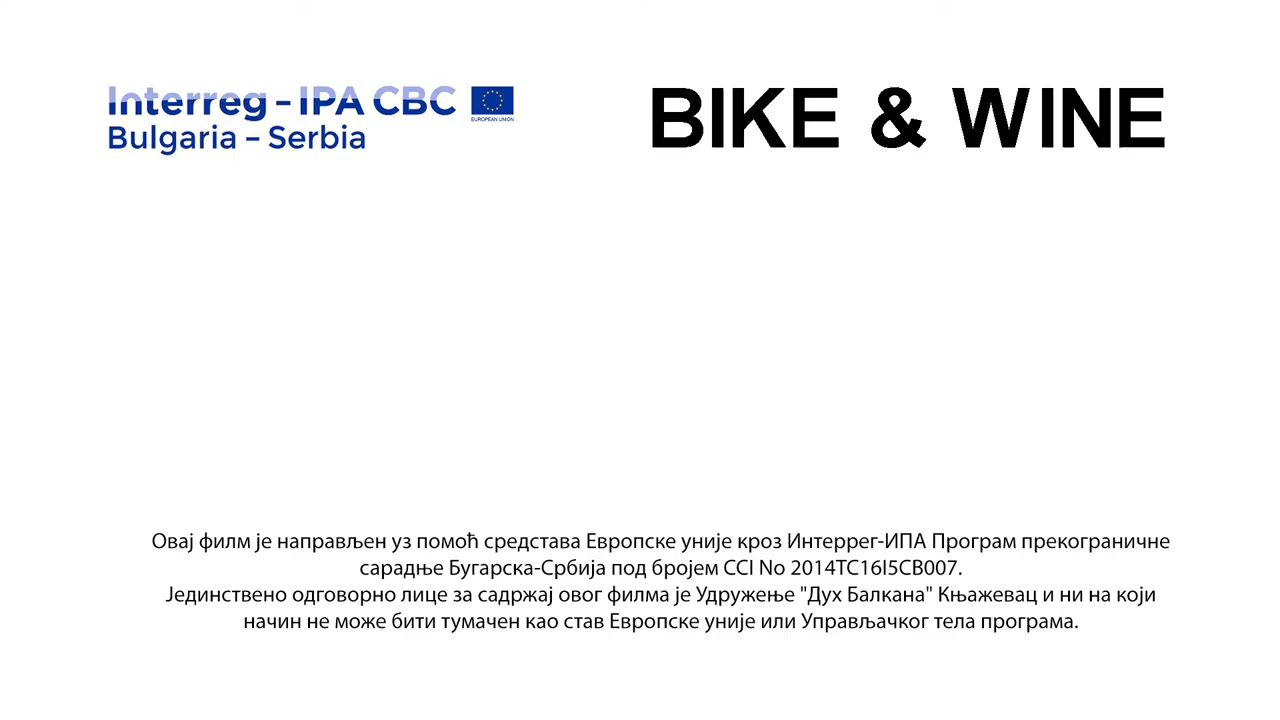 Interreg - IPA CBC
EUROPEAN UNION
Bulgaria - Serbia
BIKE & WINE
Овај филм је направљен уз помоћ средстава Европске уније кроз Интеррег-ИПА Програм прекограничне
сарадње Бугарска-Србија под бројем CCI No 2014TC16I5CB007.
Јединствено одговорно лице за садржај овог филма је Удружење "Дух Балкана" Књажевац и ни на који
начин не може бити тумачен као став Европске уније или Управљачког тела програма.